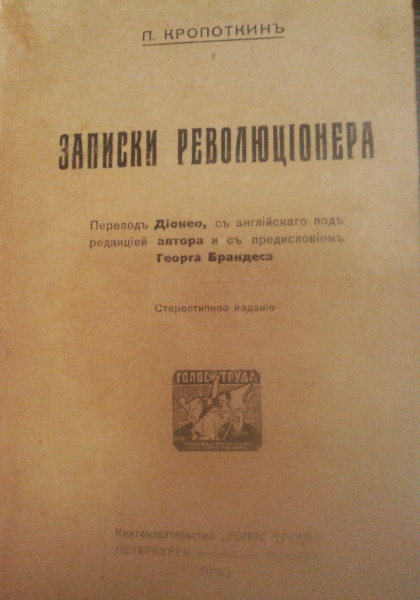 П. КРОПОТКИНЪ
ЗАПИСКИ РЕВОЛЮЦІОНЕРА
Переводъ Діонео, съ англійскаго подъ
редакціей автора и съ предисловіемъ
Георга Брандеса
Стереотипное изданіе
ГОЛОС ТРУДА
Книгоиздательство „ГОЛОС ТРУДА“
ПЕТЕРБУРГЪ МОСКВА